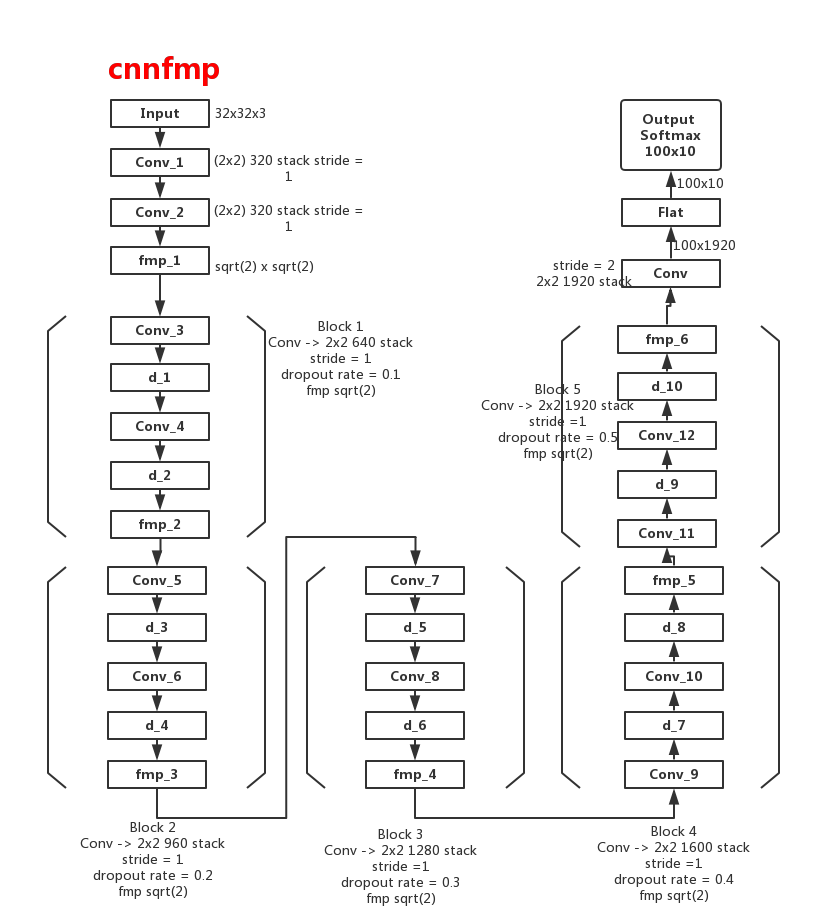 cnnfmp
Input
32x32x3
Conv_1
(2x2) 320 stack stride =
1
Conv_2
(2x2) 320 stack stride =
1
fmp_1
sqrt(2) x sqrt(2)
Conv_3
d_1
Conv_4
d_2
fmp_2
Block 1
Conv -> 2x2 640 stack
stride = 1
dropout rate = 0.1
fmp sqrt(2)
Conv_5
d_3
Conv_6
d_4
fmp_3
Block 2
Conv -> 2x2 960 stack
stride = 1
dropout rate = 0.2
fmp sqrt(2)
Conv_7
d_5
Conv_8
d_6
fmp_4
Block 3
Conv -> 2x2 1280 stack
stride =1
dropout rate = 0.3
fmp sqrt(2)
Conv_9
d_7
Conv_10
d_8
fmp_5
Block 4
Conv -> 2x2 1600 stack
stride =1
dropout rate = 0.4
fmp sqrt(2)
Conv_11
d_9
Conv_12
d_10
fmp_6
Block 5
Conv -> 2x2 1920 stack
stride =1
dropout rate = 0.5
fmp sqrt(2)
Conv
stride = 2
2x2 1920 stack
100x1920
Flat
100x10
Output
Softmax
100x10